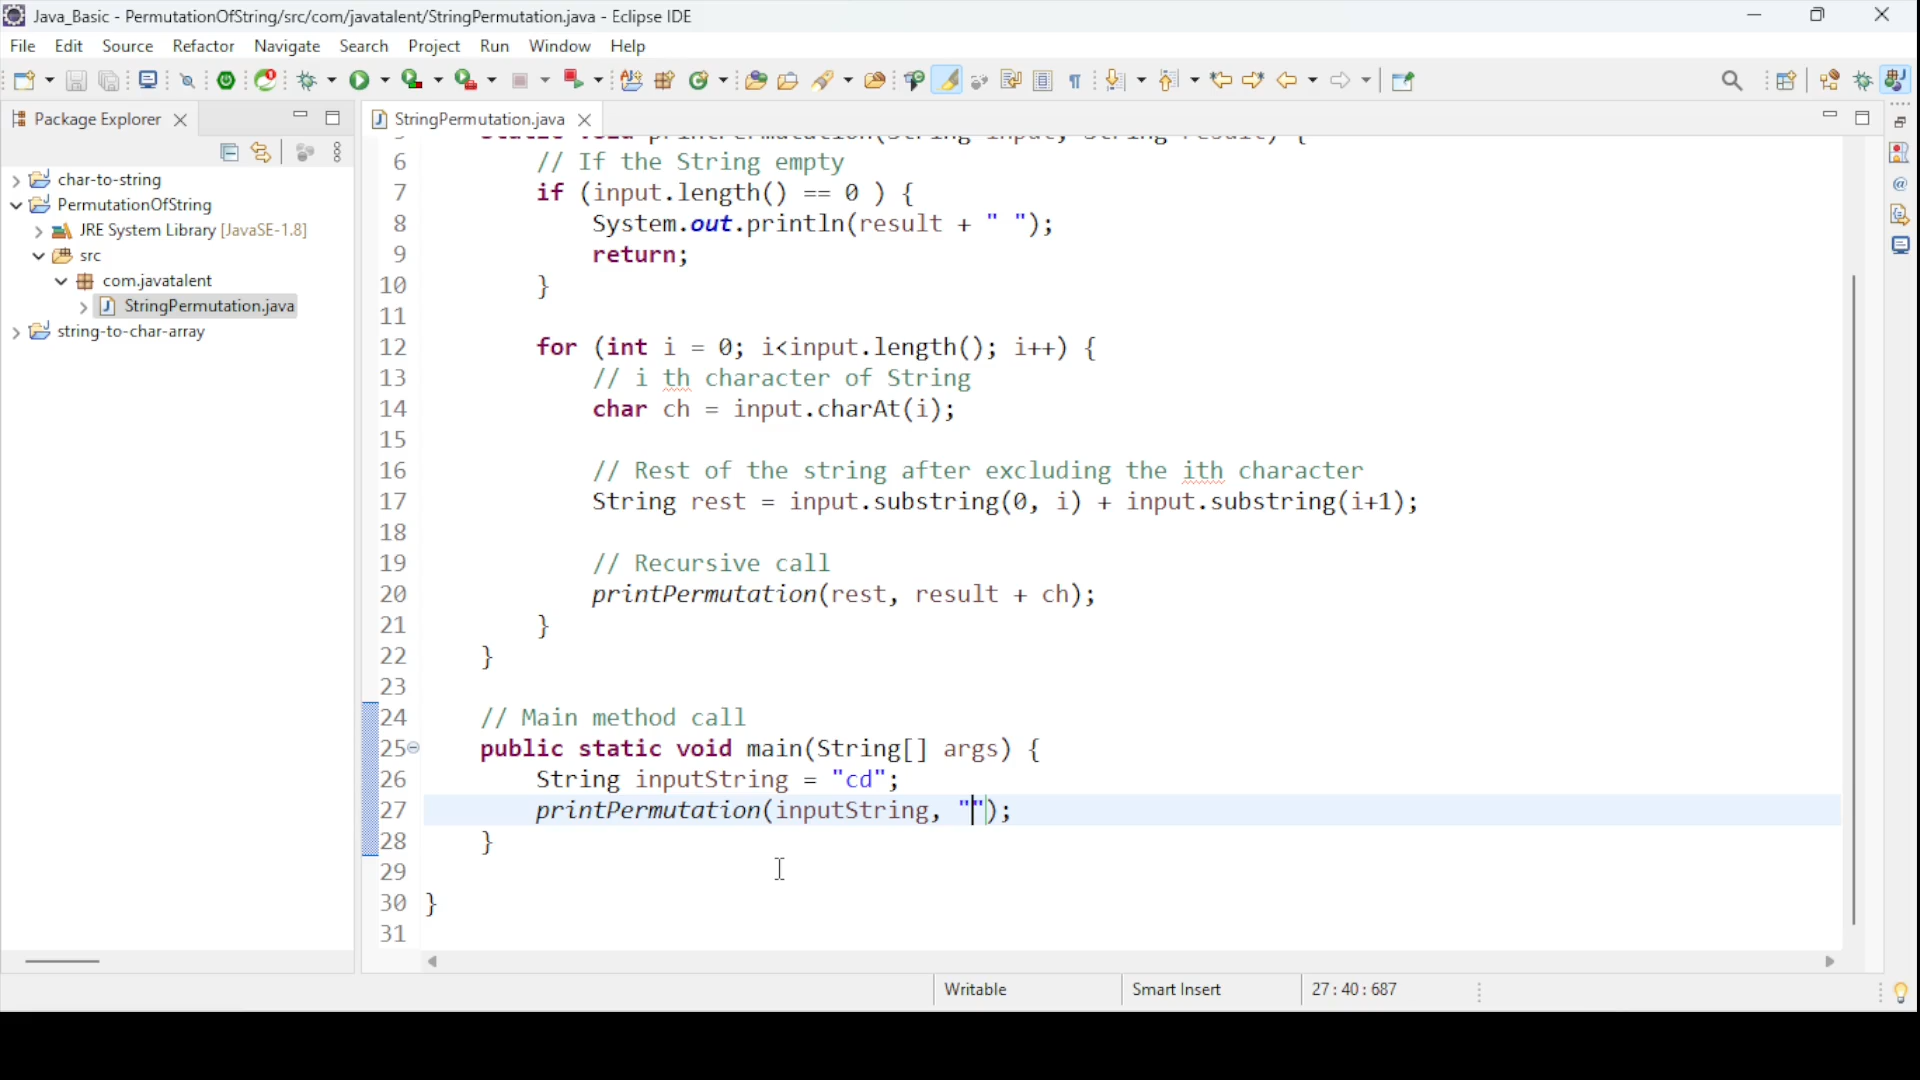 Java_Basic - PermutationOfString/src/com/javatalent/StringPermutation.java - Eclipse IDE
File Edit Source Refactor Navigate Search Project Run Window Help
Package Explorer
StringPermutation.java
char-to-string
PermutationOfString
JRE System Library [JavaSE-1.8]
src
com.javatalent
StringPermutation.java
string-to-char-array
static void printPermutation(String input, String result) {
6 // If the String empty
7 if (input.length() == 0 ) {
8 System.out.println(result + " ");
9 return;
10 }
11
12 for (int i = 0; i<input.length(); i++) {
13 // i th character of String
14 char ch = input.charAt(i);
15
16 // Rest of the string after excluding the ith character
17 String rest = input.substring(0, i) + input.substring(i+1);
18
19 // Recursive call
20 printPermutation(rest, result + ch);
21 }
22 }
23
24 // Main method call
25 public static void main(String[] args) {
26 String inputString = "cd";
27 printPermutation(inputString, "");
28 }
29
30 }
31
Writable Smart Insert 27 : 40 : 687